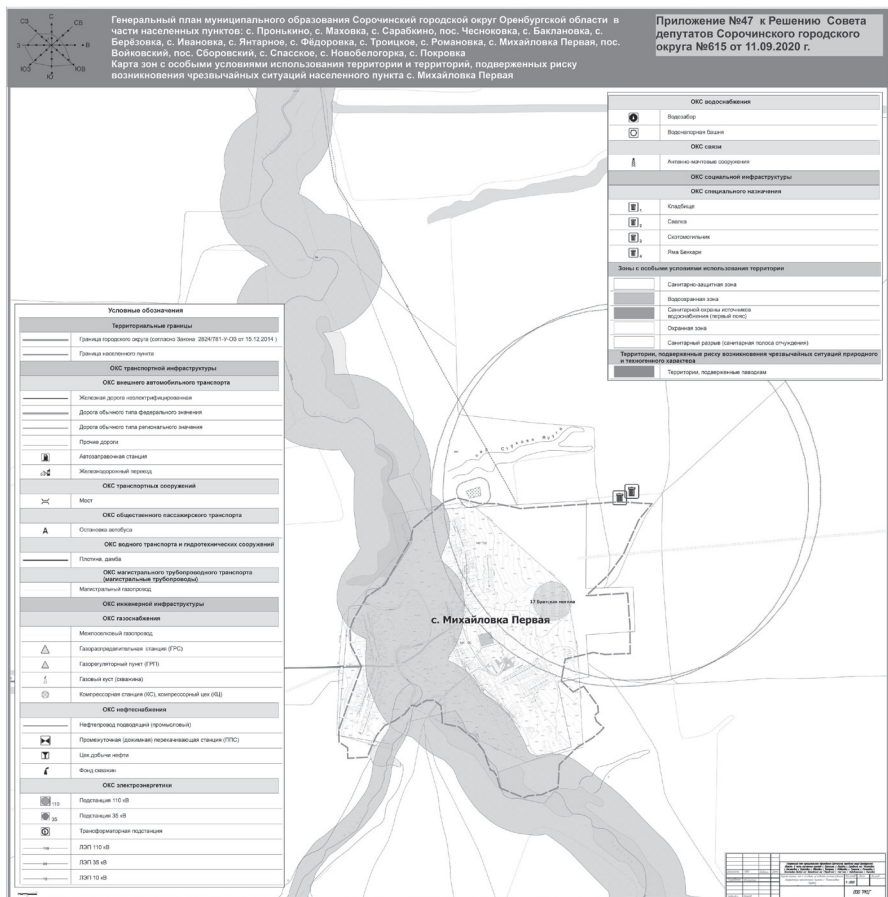 С
СВ
В
ЮВ
Ю
ЮЗ
З
СЗ
Генеральный план муниципального образования Сорочинский городской округ Оренбургской области в
части населенных пунктов: с. Пронькино, с. Маховка, с. Сарабкино, пос. Чесноковка, с. Баклановка, с.
Берёзовка, с. Ивановка, с. Янтарное, с. Фёдоровка, с. Троицкое, с. Романовка, с. Михайловка Первая, пос.
Войковский, пос. Сборовский, с. Спасское, с. Новобелогорка, с. Покровка
Карта зон с особыми условиями использования территории и территорий, подверженных риску
возникновения чрезвычайных ситуаций населенного пункта с. Михайловка Первая
Приложение №47 к Решению Совета
депутатов Сорочинского городского
округа №615 от 11.09.2020 г.
ОКС водоснабжения
Водозабор
Водонапорная башня
ОКС связи
Антенно-мачтовые сооружения
ОКС социальной инфраструктуры
ОКС специального назначения
1 Кладбище
2 Свалка
3 Скотомогильник
4 Яма Беккари
Зоны с особыми условиями использования территории
Санитарно-защитная зона
Водоохранная зона
Санитарной охраны источников
водоснабжения (первый пояс)
Охранная зона
Санитарный разрыв (санитарная полоса отчуждения)
Территории, подверженные риску возникновения чрезвычайных ситуаций природного
и техногенного характера
Территории, подверженные паводкам
Условные обозначения
Территориальные границы
Граница городского округа (согласно Закона 2824/781-V-ОЗ от 15.12.2014 )
Граница населенного пункта
ОКС транспортной инфраструктуры
ОКС внешнего автомобильного транспорта
Железная дорога неэлектрифицированная
Дорога обычного типа федерального значения
Дорога обычного типа регионального значения
Прочие дороги
Автозаправочная станция
Железнодорожный переезд
ОКС транспортных сооружений
Мост
ОКС общественного пассажирского транспорта
А Остановка автобуса
ОКС водного транспорта и гидротехнических сооружений
Плотина, дамба
ОКС магистрального трубопроводного транспорта
(магистральные трубопроводы)
Магистральный газопровод
ОКС инженерной инфраструктуры
ОКС газоснабжения
Межпоселковый газопровод
Газораспределительная станция (ГРС)
Газорегуляторный пункт (ГРП)
Газовый куст (скважина)
Компрессорная станция (КС), компрессорный цех (КЦ)
ОКС нефтеснабжения
Нефтепровод подводящий (промысловый)
Промежуточная (дожимная) перекачивающая станция (ППС)
Цех добычи нефти
Фонд скважин
ОКС электроэнергетики
110 Подстанция 110 кВ
35 Подстанция 35 кВ
Трансформаторная подстанция
ЛЭП 110 кВ
ЛЭП 35 кВ
ЛЭП 10 кВ
17 Братская могила
с. Михайловка Первая